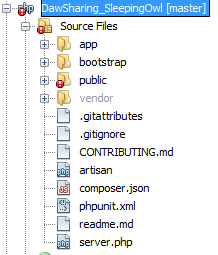 php DawSharing_SleepingOwl [master]
Source Files
app
bootstrap
public
vendor
.gitattributes
.gitignore
CONTRIBUTING.md
artisan
composer.json
phpunit.xml
readme.md
server.php